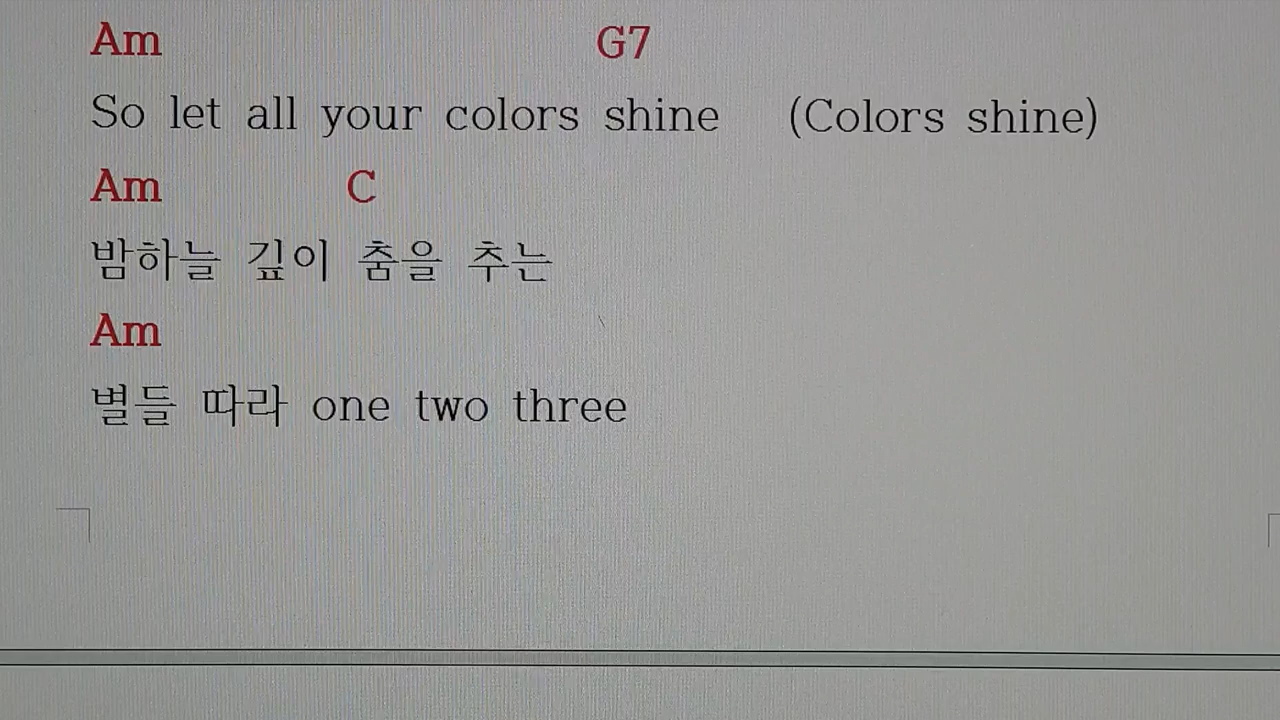 Am G7
So let all your colors shine (Colors shine)
Am C
밤하늘 깊이 춤을 추는
Am
별들 따라 one two three